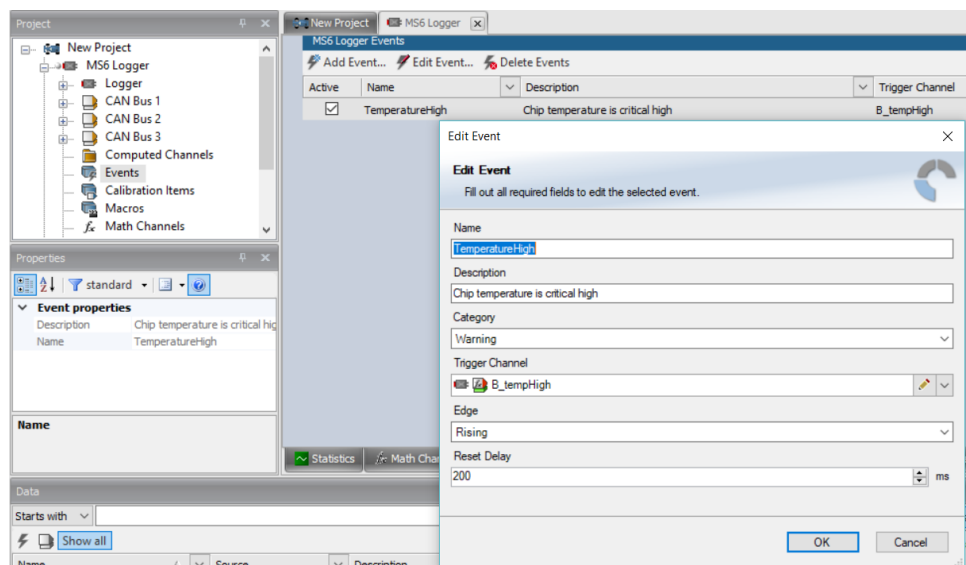 Project
New Project
MS6 Logger
Logger
CAN Bus 1
CAN Bus 2
CAN Bus 3
Computed Channels
Events
Calibration Items
Macros
fx Math Channels
Properties
standard
Event properties
Description Chip temperature is critical hig
Name TemperatureHigh
Name
New Project MS6 Logger
MS6 Logger Events
Add Event... Edit Event... Delete Events
Active Name Description Trigger Channel
TemperatureHigh Chip temperature is critical high B_tempHigh
Statistics fx Math Cha
Edit Event
Edit Event
Fill out all required fields to edit the selected event.
Name
TemperatureHigh
Description
Chip temperature is critical high
Category
Warning
Trigger Channel
B_tempHigh
Edge
Rising
Reset Delay
200 ms
OK Cancel
Data
Starts with
Show all
Name Source Description